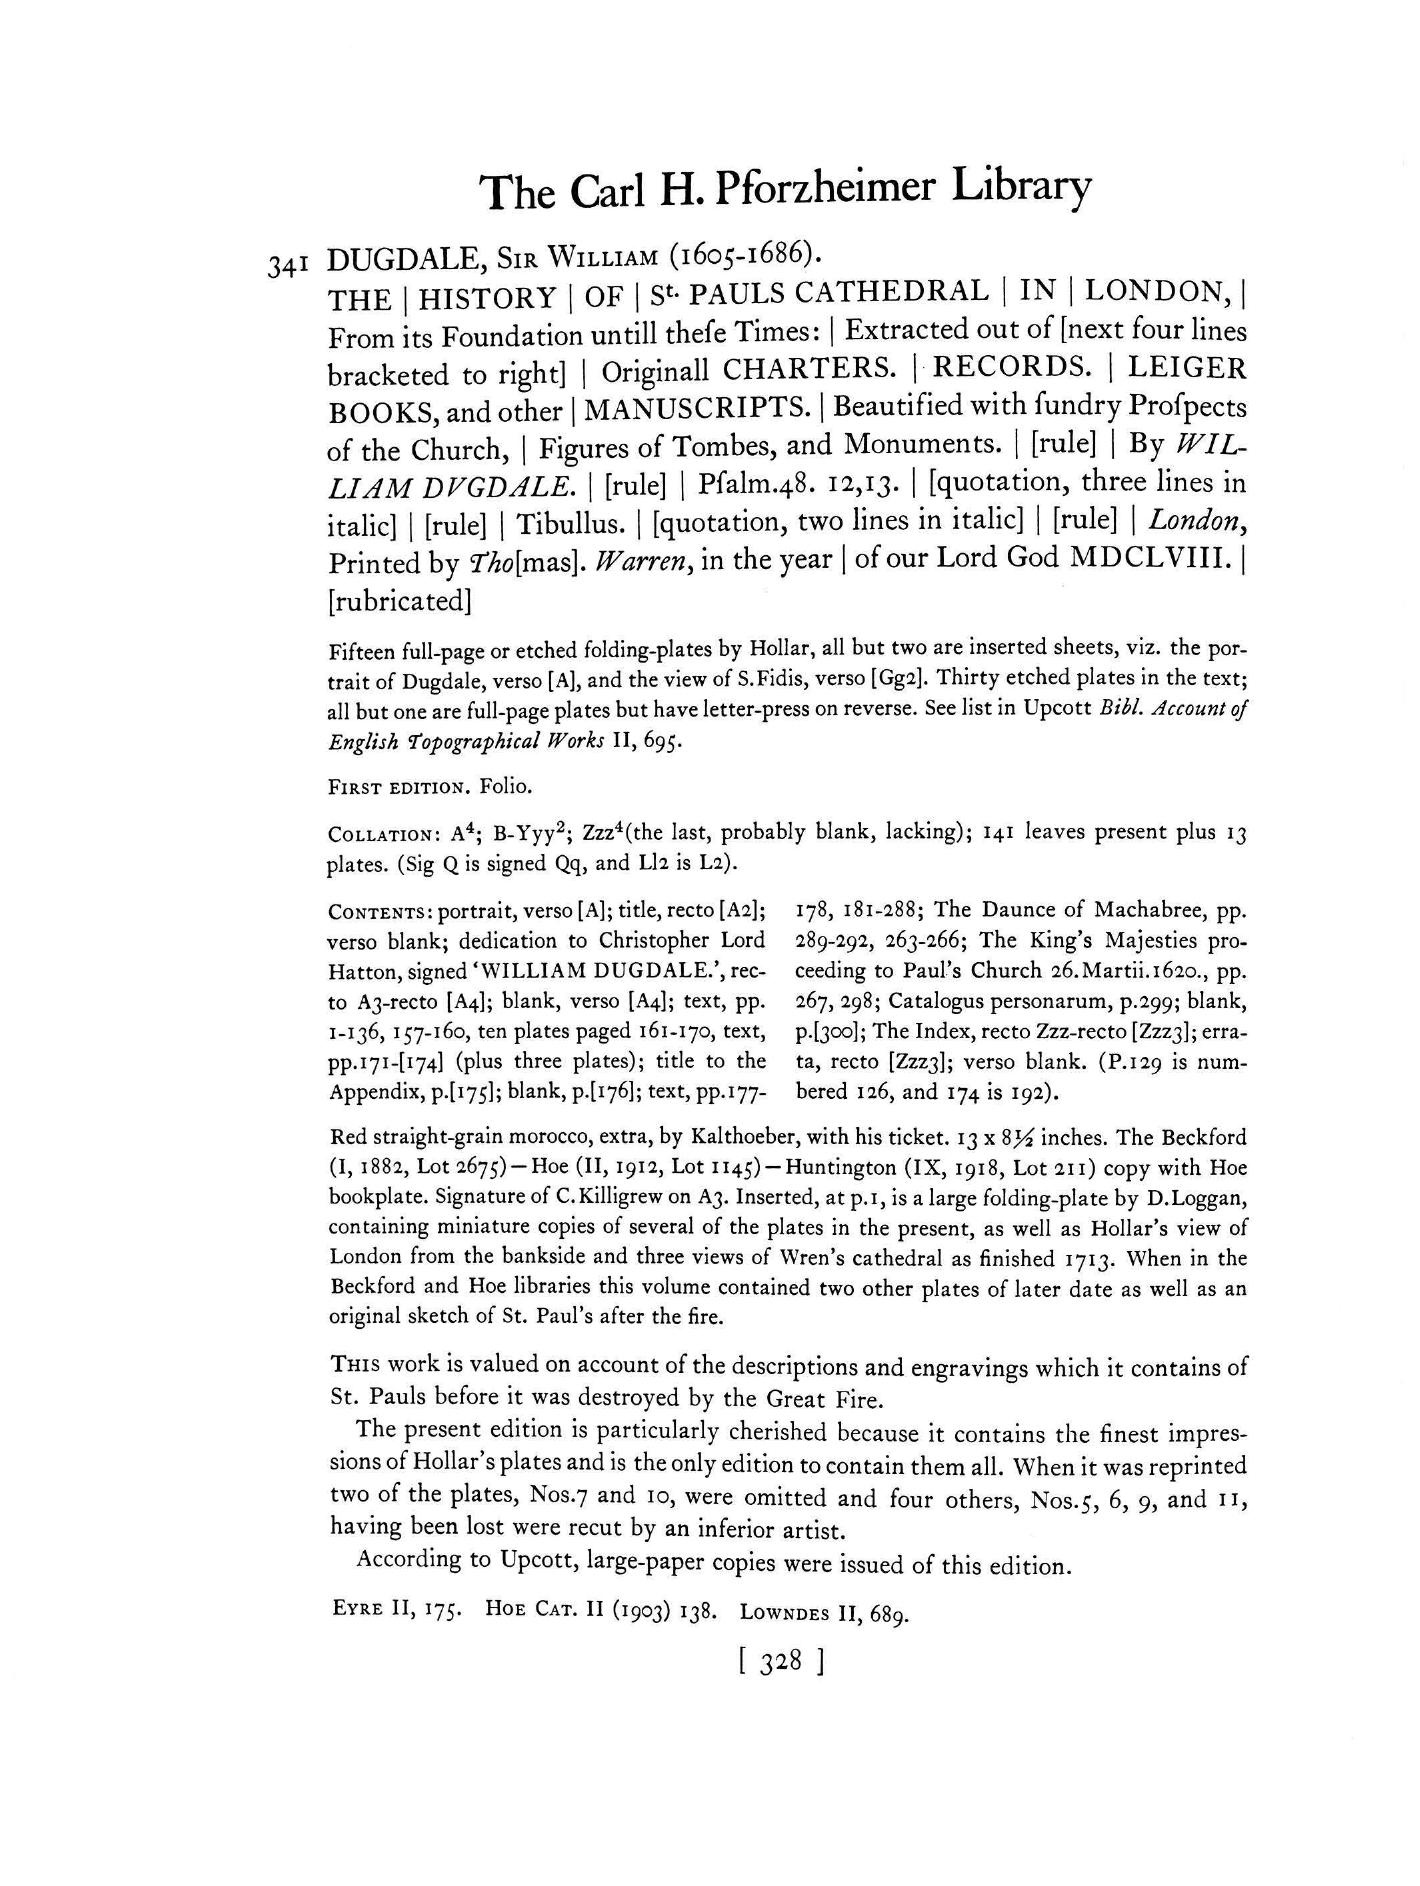 The Carl H. Pforzheimer Library
341 DUGDALE, SIR WILLIAM (1605-1686).
THE | HISTORY | OF | St. PAULS CATHEDRAL | IN | LONDON, |
From its Foundation untill theſe Times: | Extracted out of [next four lines
bracketed to right] | Originall CHARTERS. | RECORDS. | LEIGER
BOOKS, and other | MANUSCRIPTS. | Beautified with ſundry Proſpects
of the Church, | Figures of Tombes, and Monuments. | [rule] | By WIL-
LIAM DVGDALE. | [rule] | Pſalm.48. 12,13. | [quotation, three lines in
italic] | [rule] | Tibullus. | [quotation, two lines in italic] | [rule] | London,
Printed by Tho[mas]. Warren, in the year | of our Lord God MDCLVIII. |
[rubricated]
Fifteen full-page or etched folding-plates by Hollar, all but two are inserted sheets, viz. the por-
trait of Dugdale, verso [A], and the view of S.Fidis, verso [Gg2]. Thirty etched plates in the text;
all but one are full-page plates but have letter-press on reverse. See list in Upcott Bibl. Account of
English Topographical Works II, 695.
FIRST EDITION. Folio.
COLLATION: A⁴; B-Yyy²; Zzz⁴(the last, probably blank, lacking); 141 leaves present plus 13
plates. (Sig Q is signed Qq, and Ll2 is L2).
CONTENTS: portrait, verso [A]; title, recto [A2];
verso blank; dedication to Christopher Lord
Hatton, signed ‘WILLIAM DUGDALE.’, rec-
to A3-recto [A4]; blank, verso [A4]; text, pp.
1-136, 157-160, ten plates paged 161-170, text,
pp.171-[174] (plus three plates); title to the
Appendix, p.[175]; blank, p.[176]; text, pp.177-
178, 181-288; The Daunce of Machabree, pp.
289-292, 263-266; The King's Majesties pro-
ceeding to Paul's Church 26.Martii.1620., pp.
267, 298; Catalogus personarum, p.299; blank,
p.[300]; The Index, recto Zzz-recto [Zzz3]; erra-
ta, recto [Zzz3]; verso blank. (P.129 is num-
bered 126, and 174 is 192).
Red straight-grain morocco, extra, by Kalthoeber, with his ticket. 13 x 8½ inches. The Beckford
(I, 1882, Lot 2675)—Hoe (II, 1912, Lot 1145)—Huntington (IX, 1918, Lot 211) copy with Hoe
bookplate. Signature of C.Killigrew on A3. Inserted, at p.1, is a large folding-plate by D.Loggan,
containing miniature copies of several of the plates in the present, as well as Hollar's view of
London from the bankside and three views of Wren's cathedral as finished 1713. When in the
Beckford and Hoe libraries this volume contained two other plates of later date as well as an
original sketch of St. Paul's after the fire.
THIS work is valued on account of the descriptions and engravings which it contains of
St. Pauls before it was destroyed by the Great Fire.
The present edition is particularly cherished because it contains the finest impres-
sions of Hollar's plates and is the only edition to contain them all. When it was reprinted
two of the plates, Nos.7 and 10, were omitted and four others, Nos.5, 6, 9, and 11,
having been lost were recut by an inferior artist.
According to Upcott, large-paper copies were issued of this edition.
EYRE II, 175. HOE CAT. II (1903) 138. LOWNDES II, 689.
[ 328 ]